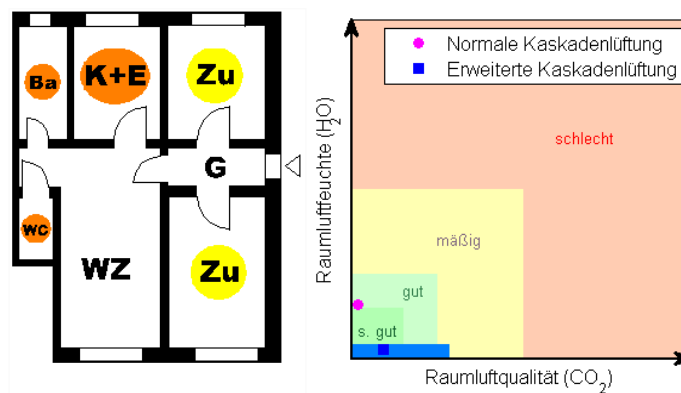 Ba
K+E
Zu
G
WC
WZ
Zu
Normale Kaskadenlüftung
Erweiterte Kaskadenlüftung
schlecht
mäßig
gut
s. gut
Raumluftfeuchte (H₂O)
Raumluftqualität (CO₂)